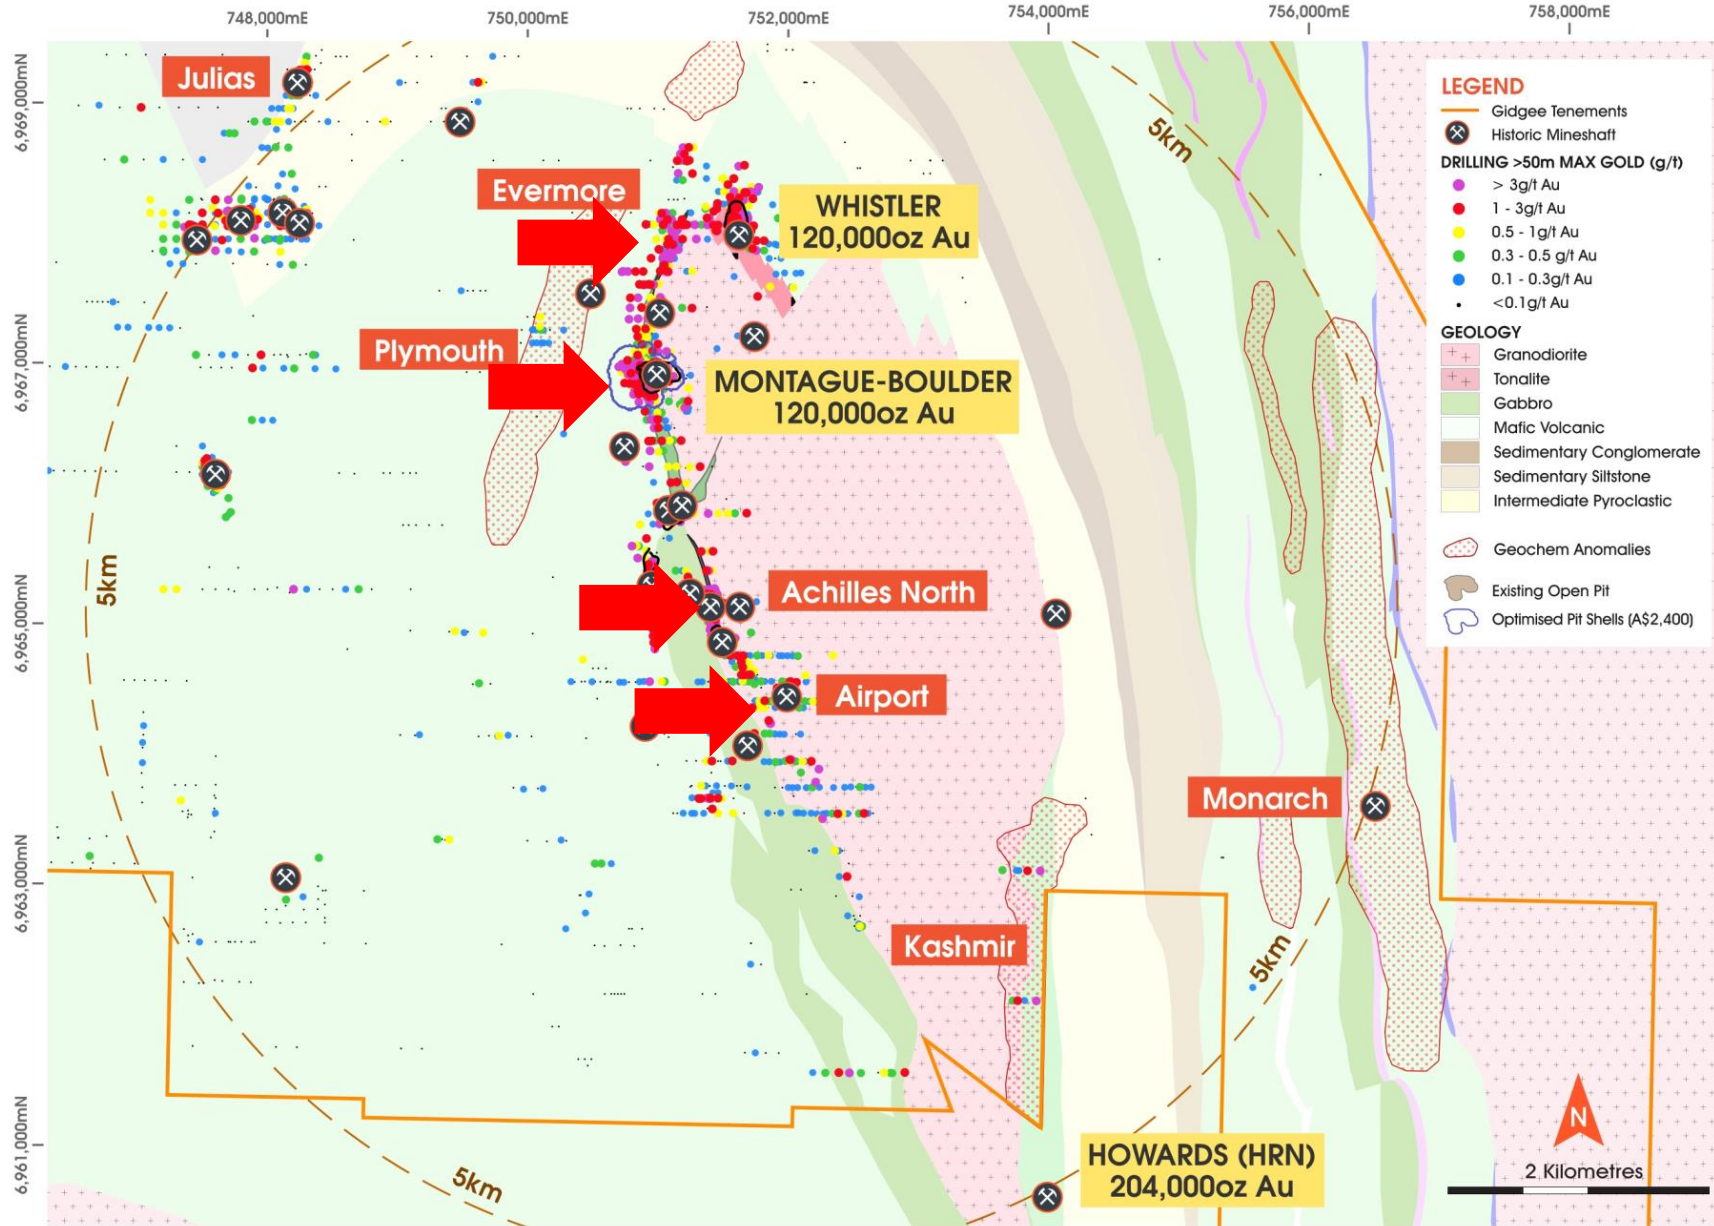 748,000mE
750,000mE
752,000mE
754,000mE
756,000mE
758,000mE
6,969,000mN
6,967,000mN
6,965,000mN
6,963,000mN
6,961,000mN
Julias
Evermore
WHISTLER
120,000oz Au
Plymouth
MONTAGUE-BOULDER
120,000oz Au
Achilles North
Airport
Monarch
Kashmir
HOWARDS (HRN)
204,000oz Au
5km
5km
5km
5km
LEGEND
Gidgee Tenements
Historic Mineshaft
DRILLING >50m MAX GOLD (g/t)
> 3g/t Au
1 - 3g/t Au
0.5 - 1g/t Au
0.3 - 0.5 g/t Au
0.1 - 0.3g/t Au
<0.1g/t Au
GEOLOGY
Granodiorite
Tonalite
Gabbro
Mafic Volcanic
Sedimentary Conglomerate
Sedimentary Siltstone
Intermediate Pyroclastic
Geochem Anomalies
Existing Open Pit
Optimised Pit Shells (A$2,400)
N
2 Kilometres